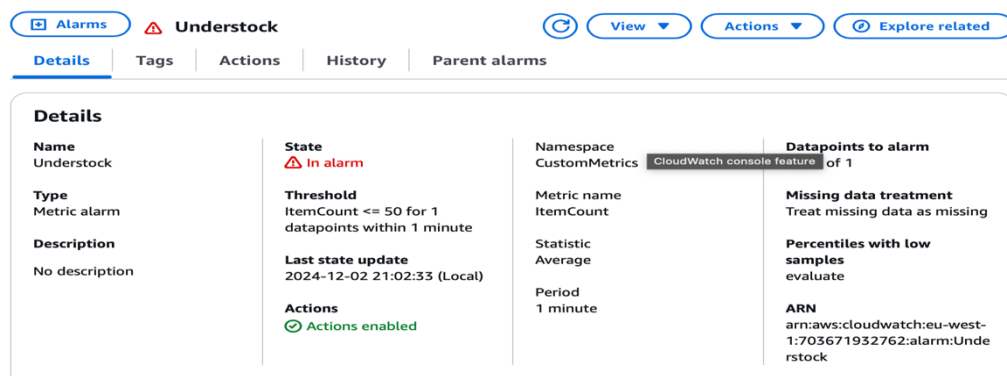 Alarms
Understock
View
Actions
Explore related
Details
Tags
Actions
History
Parent alarms
Details
Name
Understock
Type
Metric alarm
Description
No description
State
In alarm
Threshold
ItemCount <= 50 for 1
datapoints within 1 minute
Last state update
2024-12-02 21:02:33 (Local)
Actions
Actions enabled
Namespace
CustomMetrics
CloudWatch console feature
Metric name
ItemCount
Statistic
Average
Period
1 minute
Datapoints to alarm
of 1
Missing data treatment
Treat missing data as missing
Percentiles with low
samples
evaluate
ARN
arn:aws:cloudwatch:eu-west-
1:703671932762:alarm:Unde
rstock